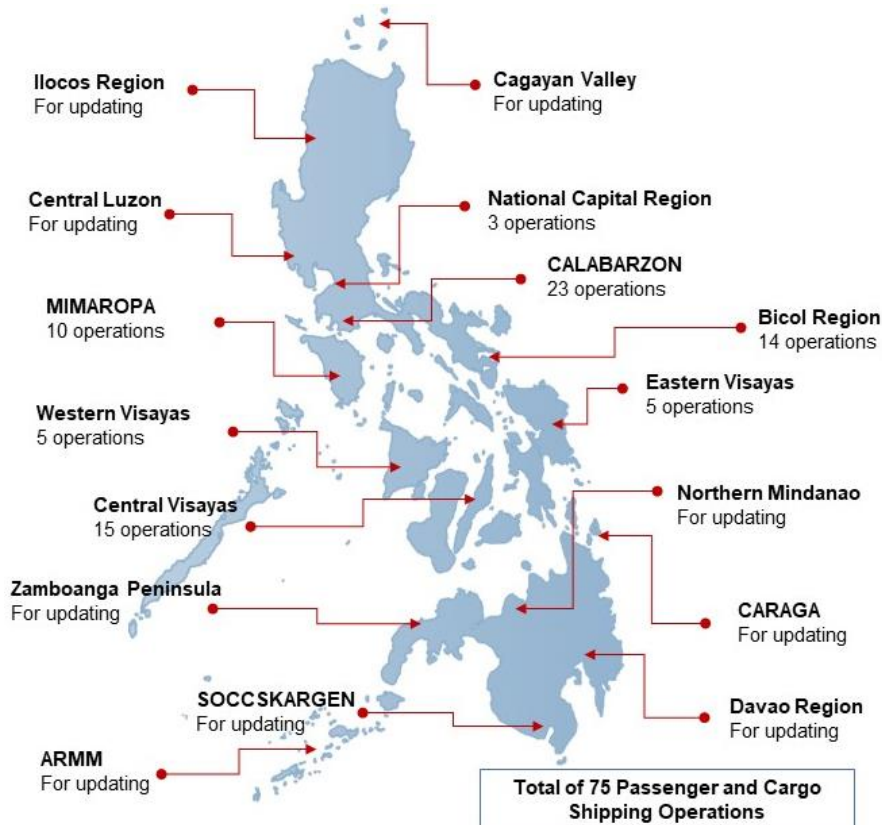 Ilocos Region
For updating
Cagayan Valley
For updating
Central Luzon
For updating
National Capital Region
3 operations
CALABARZON
23 operations
MIMAROPA
10 operations
Bicol Region
14 operations
Eastern Visayas
5 operations
Western Visayas
5 operations
Central Visayas
15 operations
Northern Mindanao
For updating
Zamboanga Peninsula
For updating
CARAGA
For updating
SOCCSKARGEN
For updating
Davao Region
For updating
ARMM
For updating
Total of 75 Passenger and Cargo
Shipping Operations